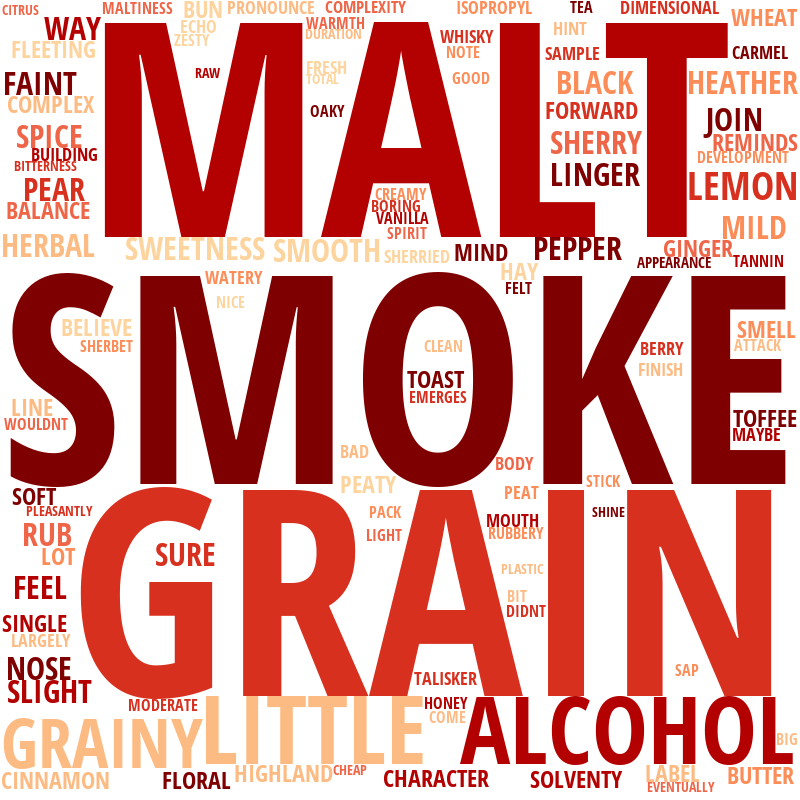 CITRUS
MALTINESS
BUN
PRONOUNCE
COMPLEXITY
ISOPROPYL
TEA
DIMENSIONAL
WHEAT
WAY
ECHO
WARMTH
DURATION
WHISKY
HINT
ZESTY
FLEETING
NOTE
SAMPLE
CARMEL
RAW
FRESH
TOTAL
GOOD
BLACK
HEATHER
FAINT
COMPLEX
OAKY
FORWARD
JOIN
MALT
SPICE
SHERRY
REMINDS
BUILDING
BITTERNESS
DEVELOPMENT
LINGER
PEAR
CREAMY
LEMON
BALANCE
BORING
VANILLA
SPIRIT
MILD
HERBAL
SWEETNESS
SMOOTH
SHERRIED
MIND
PEPPER
GINGER
APPEARANCE
TANNIN
WATERY
HAY
FELT
NICE
BELIEVE
SMELL
SHERBET
CLEAN
BERRY
ATTACK
FINISH
SMOKE
TOAST
EMERGES
LINE
WOULDNT
TOFFEE
MAYBE
BAD
BODY
PEATY
STICK
SOFT
PEAT
PLEASANTLY
PACK
MOUTH
SHINE
RUB
LIGHT
RUBBERY
LOT
SURE
PLASTIC
FEEL
GRAIN
BIT
DIDNT
SINGLE
LARGELY
NOSE
TALISKER
SAP
SLIGHT
MODERATE
HONEY
COME
GRAINY
LITTLE
ALCOHOL
BIG
CINNAMON
FLORAL
HIGHLAND
CHEAP
CHARACTER
SOLVENTY
LABEL
EVENTUALLY
BUTTER